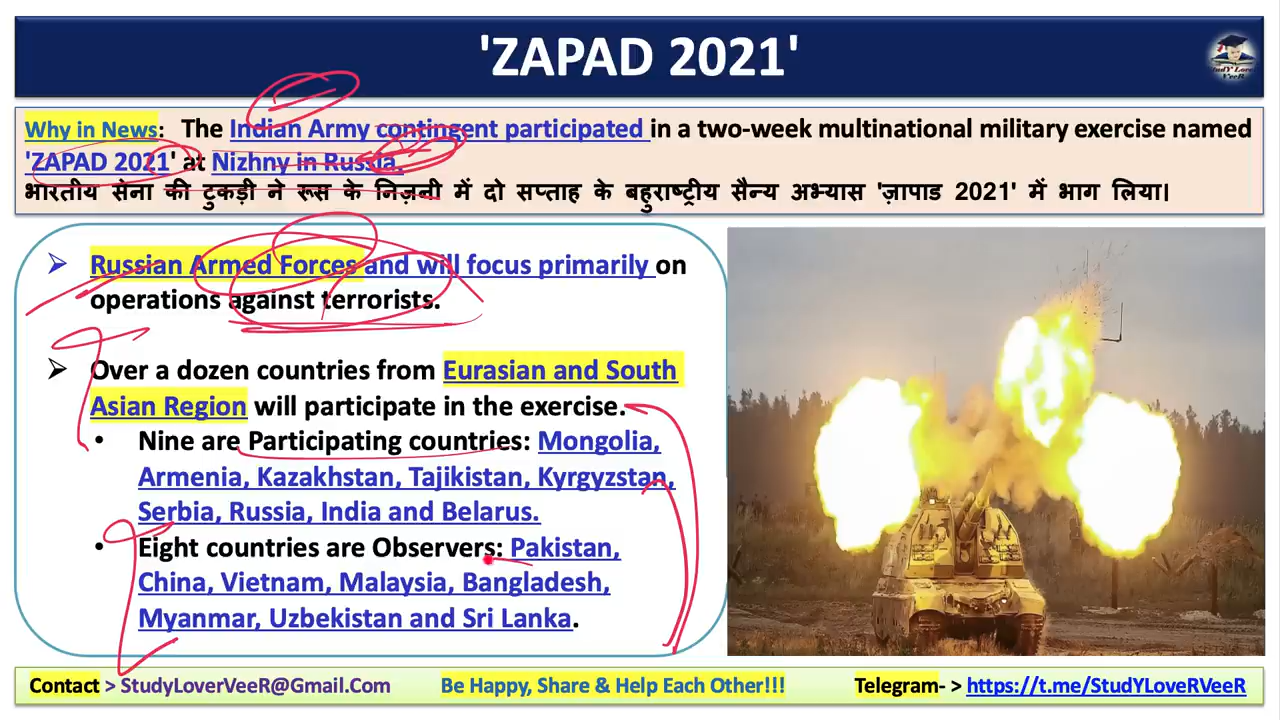 'ZAPAD 2021'
StudY Lover
VeeR
Why in News: The Indian Army contingent participated in a two-week multinational military exercise named
'ZAPAD 2021' at Nizhny in Russia.
भारतीय सेना की टुकड़ी ने रूस के निज़नी में दो सप्ताह के बहुराष्ट्रीय सैन्य अभ्यास 'ज़ापाड 2021' में भाग लिया।
➢ Russian Armed Forces and will focus primarily on
operations against terrorists.
➢ Over a dozen countries from Eurasian and South
Asian Region will participate in the exercise.
• Nine are Participating countries: Mongolia,
Armenia, Kazakhstan, Tajikistan, Kyrgyzstan,
Serbia, Russia, India and Belarus.
• Eight countries are Observers: Pakistan,
China, Vietnam, Malaysia, Bangladesh,
Myanmar, Uzbekistan and Sri Lanka.
Contact > StudyLoverVeeR@Gmail.Com Be Happy, Share & Help Each Other!!! Telegram- > https://t.me/StudYLoveRVeeR